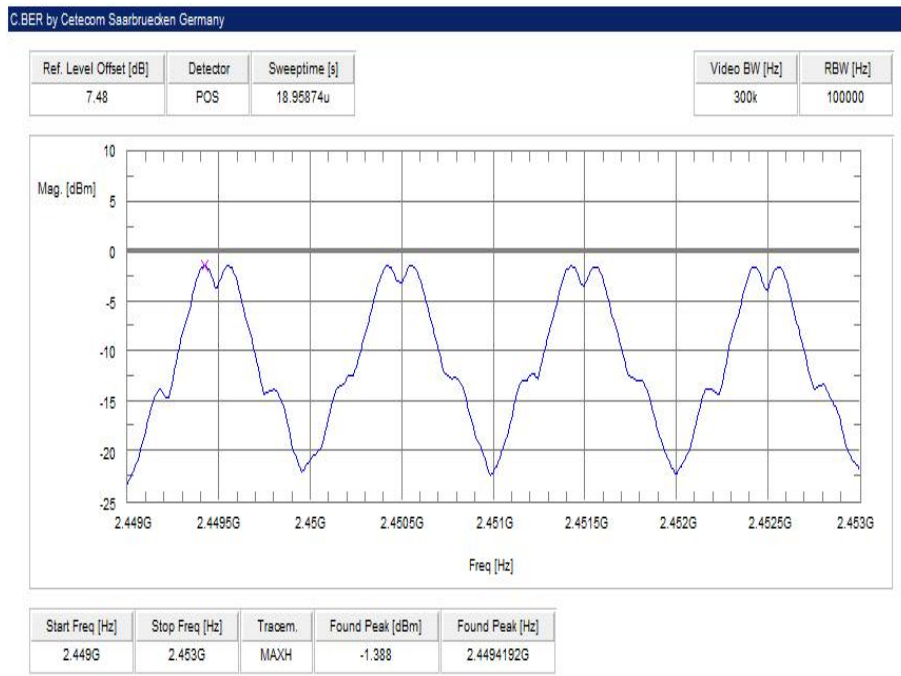 C.BER by Cetecom Saarbruecken Germany
Ref. Level Offset [dB] Detector Sweeptime [s] Video BW [Hz] RBW [Hz]
7.48 POS 18.95874u 300k 100000
Mag. [dBm]
10
5
0
-5
-10
-15
-20
-25
2.449G 2.4495G 2.45G 2.4505G 2.451G 2.4515G 2.452G 2.4525G 2.453G
Freq [Hz]
Start Freq [Hz] Stop Freq [Hz] Tracem. Found Peak [dBm] Found Peak [Hz]
2.449G 2.453G MAXH -1.388 2.4494192G